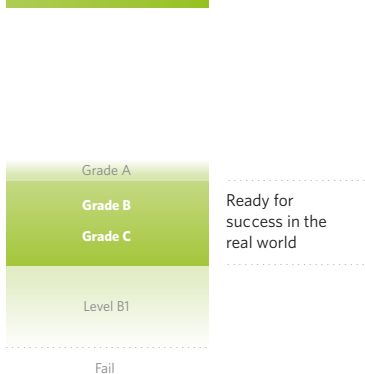 Grade A
Grade B
Grade C
Ready for
success in the
real world
Level B1
Fail